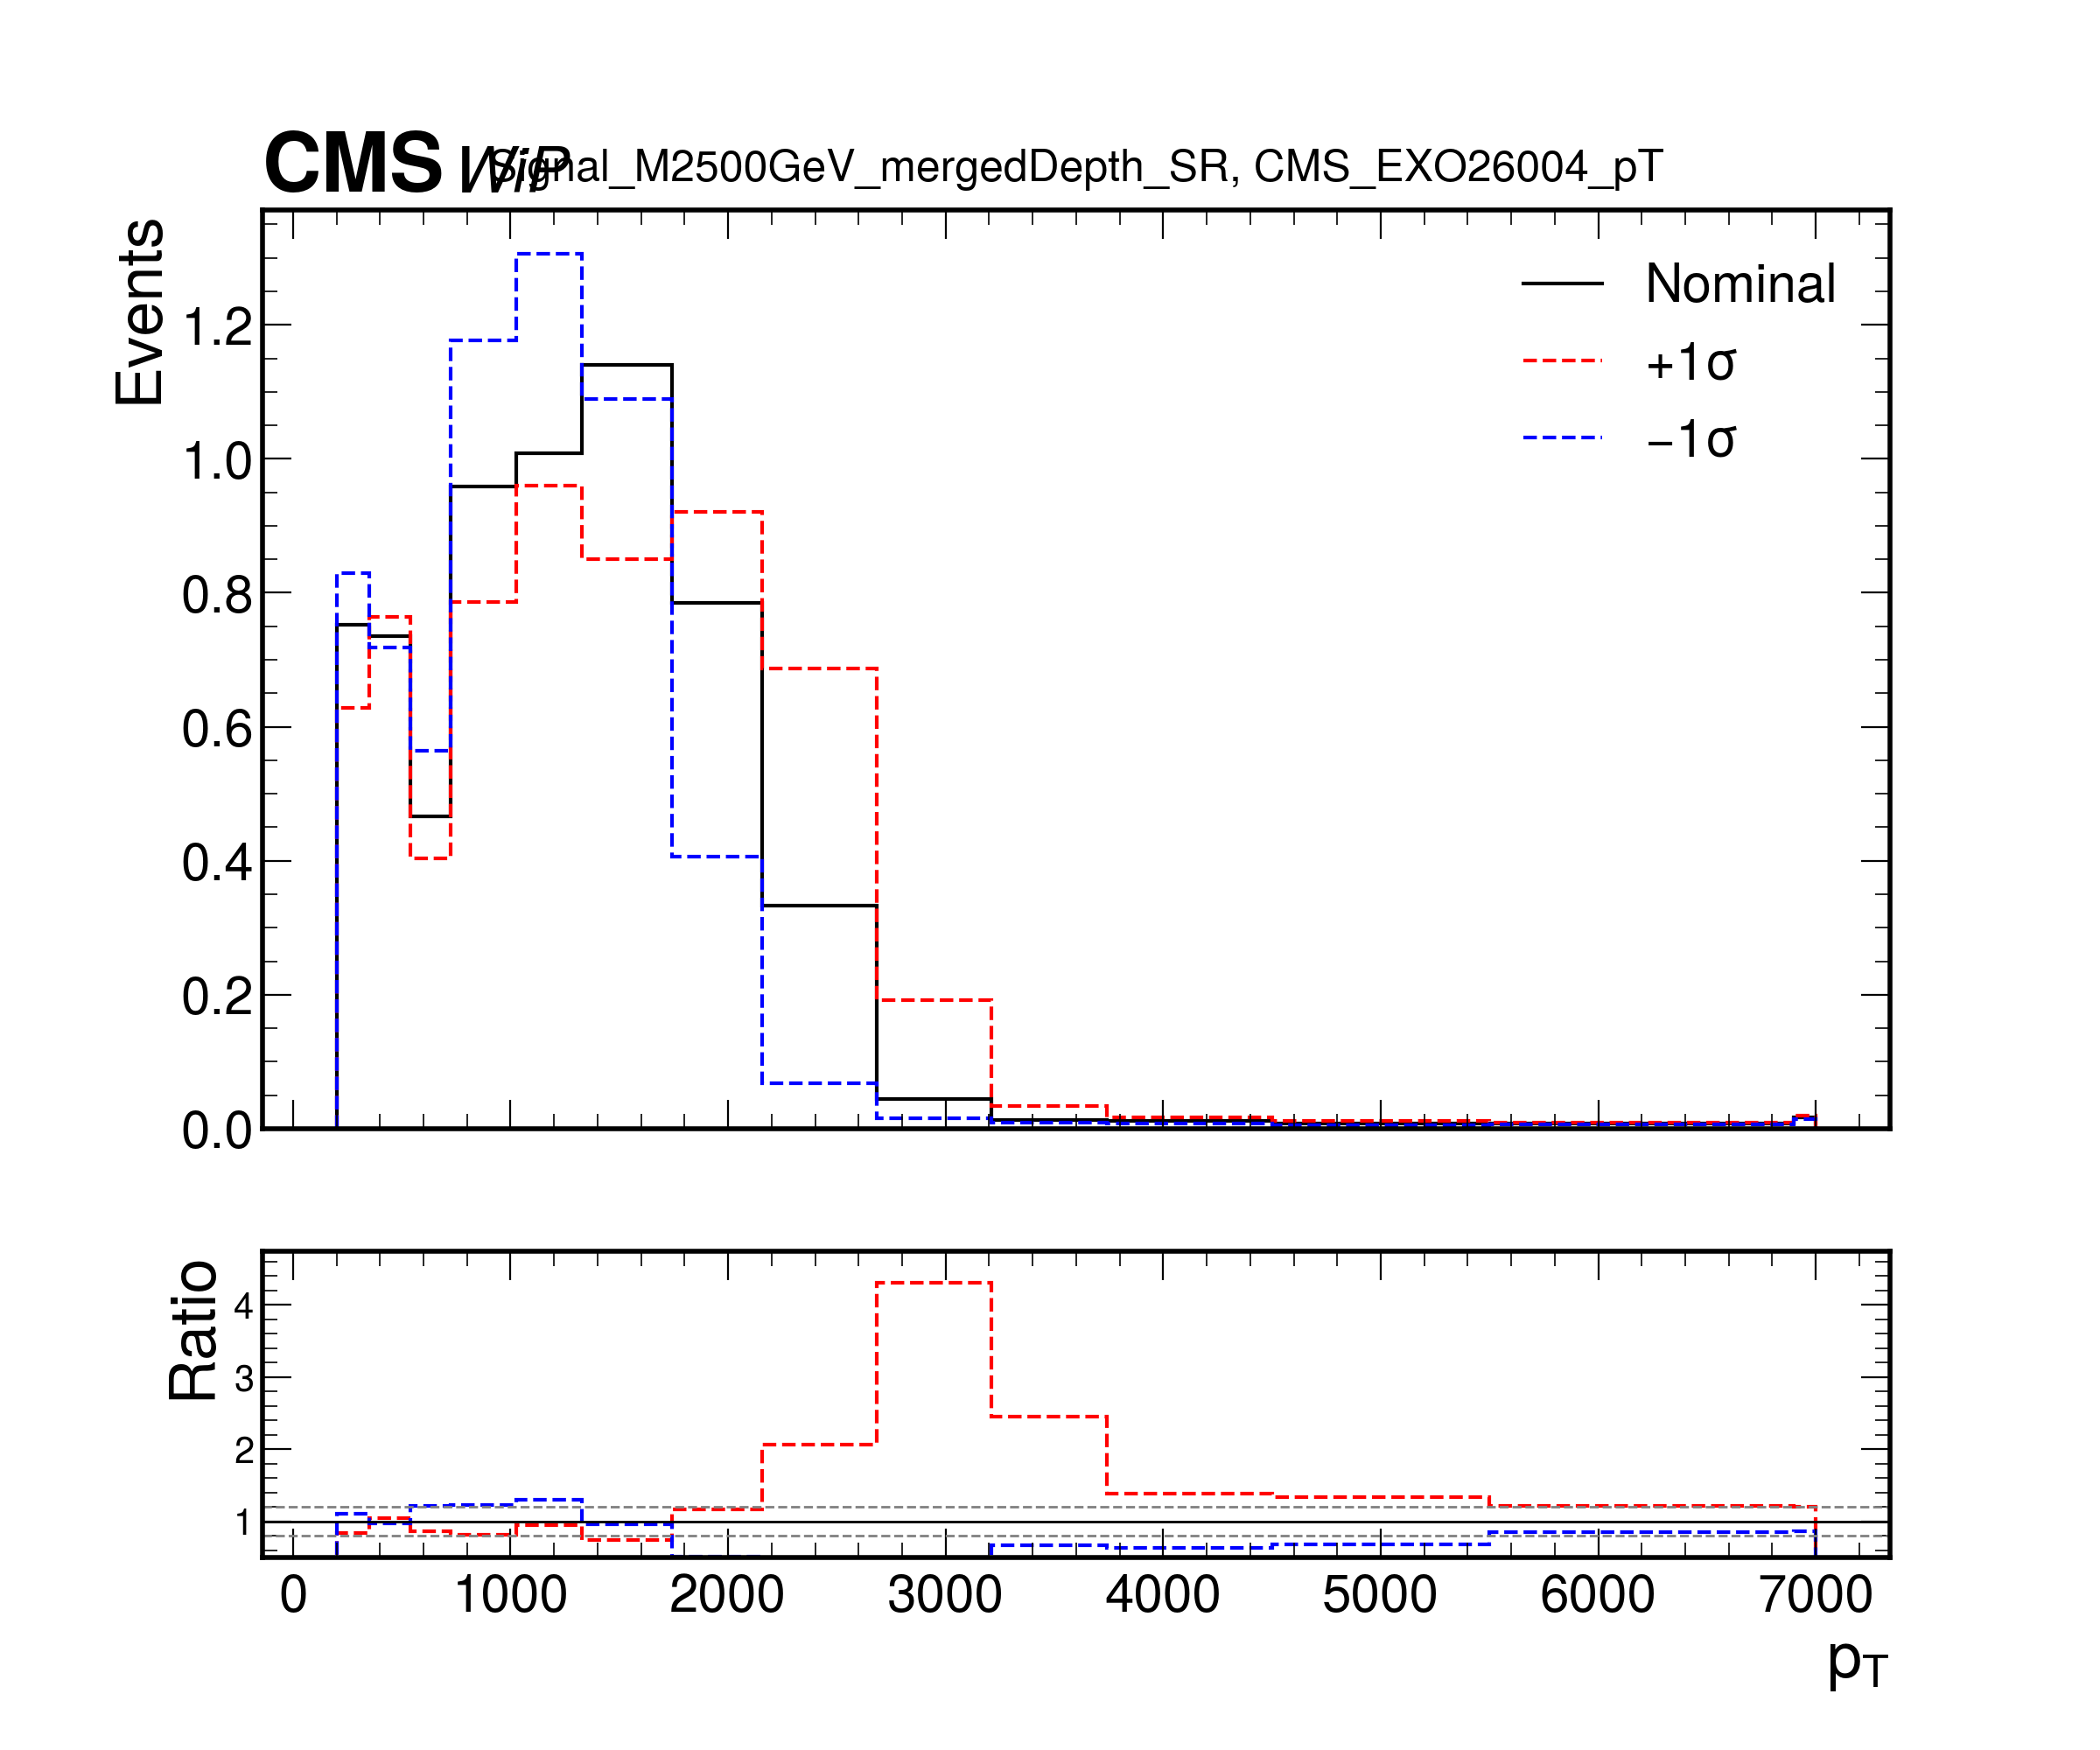 CMS WiP Signal_M2500GeV_mergedDepth_SR, CMS_EXO26004_pT
Events
1.2
1.0
0.8
0.6
0.4
0.2
0.0
Nominal
+1σ
−1σ
Ratio
4
3
2
1
0 1000 2000 3000 4000 5000 6000 7000
pT